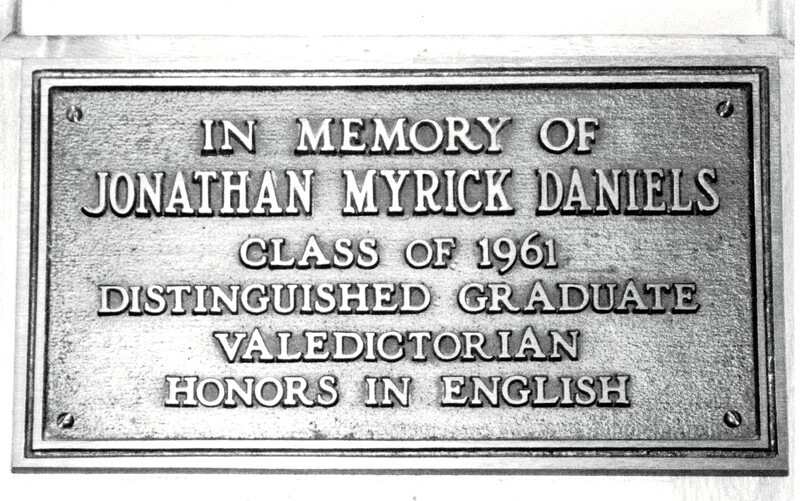 IN MEMORY OF
JONATHAN MYRICK DANIELS
CLASS OF 1961
DISTINGUISHED GRADUATE
VALEDICTORIAN
HONORS IN ENGLISH